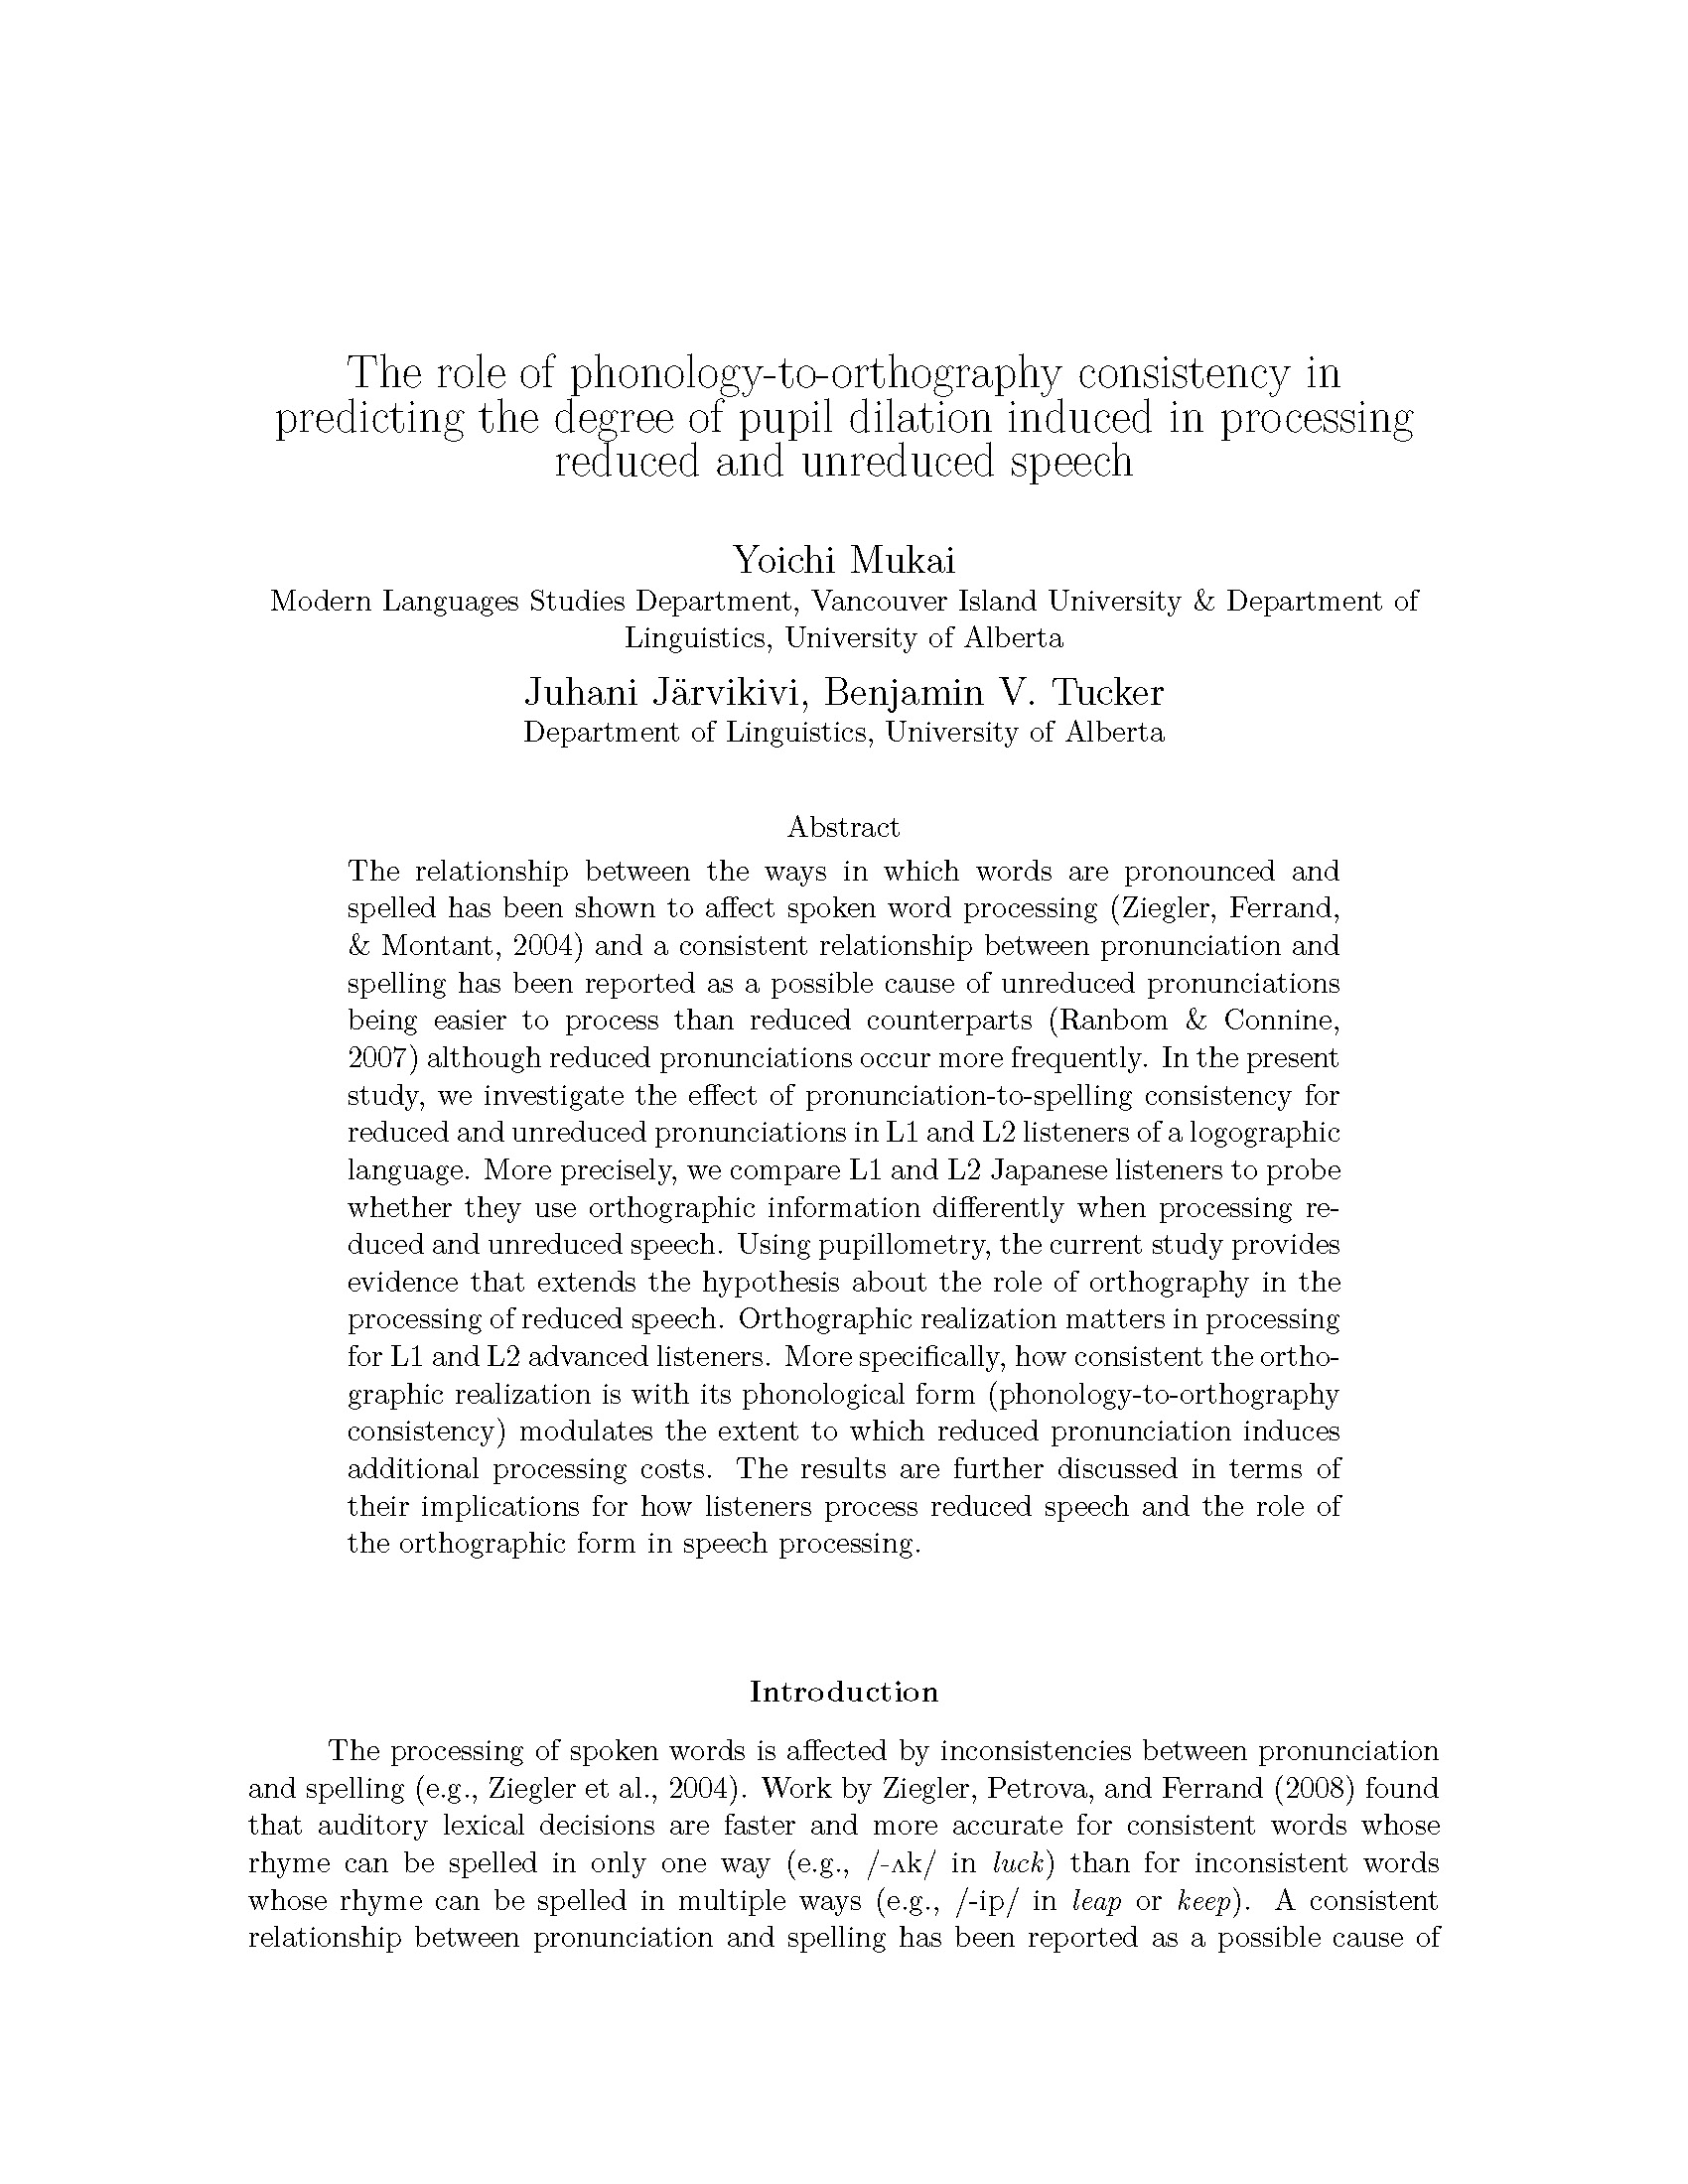 The role of phonology-to-orthography consistency in
predicting the degree of pupil dilation induced in processing
reduced and unreduced speech
Yoichi Mukai
Modern Languages Studies Department, Vancouver Island University & Department of
Linguistics, University of Alberta
Juhani Järvikivi, Benjamin V. Tucker
Department of Linguistics, University of Alberta
Abstract
The relationship between the ways in which words are pronounced and
spelled has been shown to affect spoken word processing (Ziegler, Ferrand,
& Montant, 2004) and a consistent relationship between pronunciation and
spelling has been reported as a possible cause of unreduced pronunciations
being easier to process than reduced counterparts (Ranbom & Connine,
2007) although reduced pronunciations occur more frequently. In the present
study, we investigate the effect of pronunciation-to-spelling consistency for
reduced and unreduced pronunciations in L1 and L2 listeners of a logographic
language. More precisely, we compare L1 and L2 Japanese listeners to probe
whether they use orthographic information differently when processing re-
duced and unreduced speech. Using pupillometry, the current study provides
evidence that extends the hypothesis about the role of orthography in the
processing of reduced speech. Orthographic realization matters in processing
for L1 and L2 advanced listeners. More specifically, how consistent the ortho-
graphic realization is with its phonological form (phonology-to-orthography
consistency) modulates the extent to which reduced pronunciation induces
additional processing costs. The results are further discussed in terms of
their implications for how listeners process reduced speech and the role of
the orthographic form in speech processing.
Introduction
The processing of spoken words is affected by inconsistencies between pronunciation
and spelling (e.g., Ziegler et al., 2004). Work by Ziegler, Petrova, and Ferrand (2008) found
that auditory lexical decisions are faster and more accurate for consistent words whose
rhyme can be spelled in only one way (e.g., /-ʌk/ in luck) than for inconsistent words
whose rhyme can be spelled in multiple ways (e.g., /-ip/ in leap or keep). A consistent
relationship between pronunciation and spelling has been reported as a possible cause of